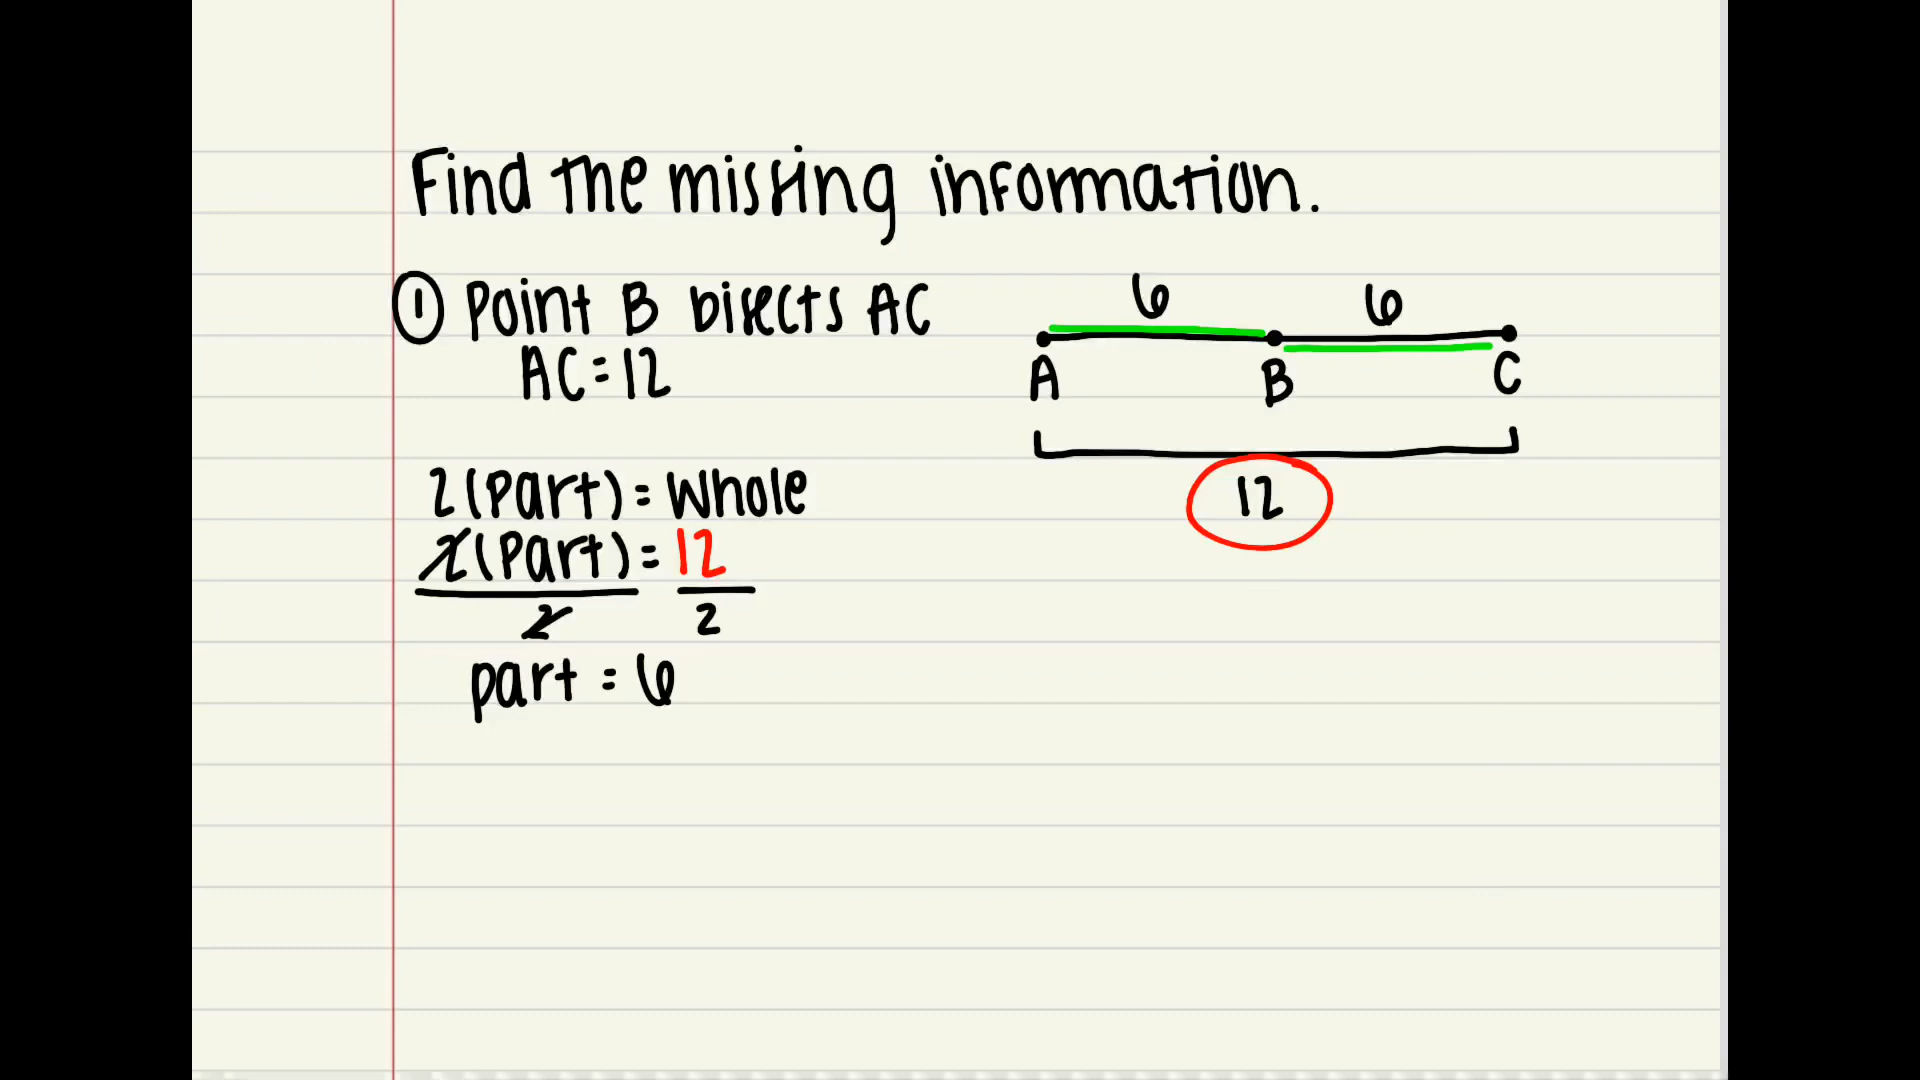 Find the missing information.
① Point B bisects AC
AC = 12
6 6
A B C
12
2(part) = whole
2(part) = 12
2 2
part = 6